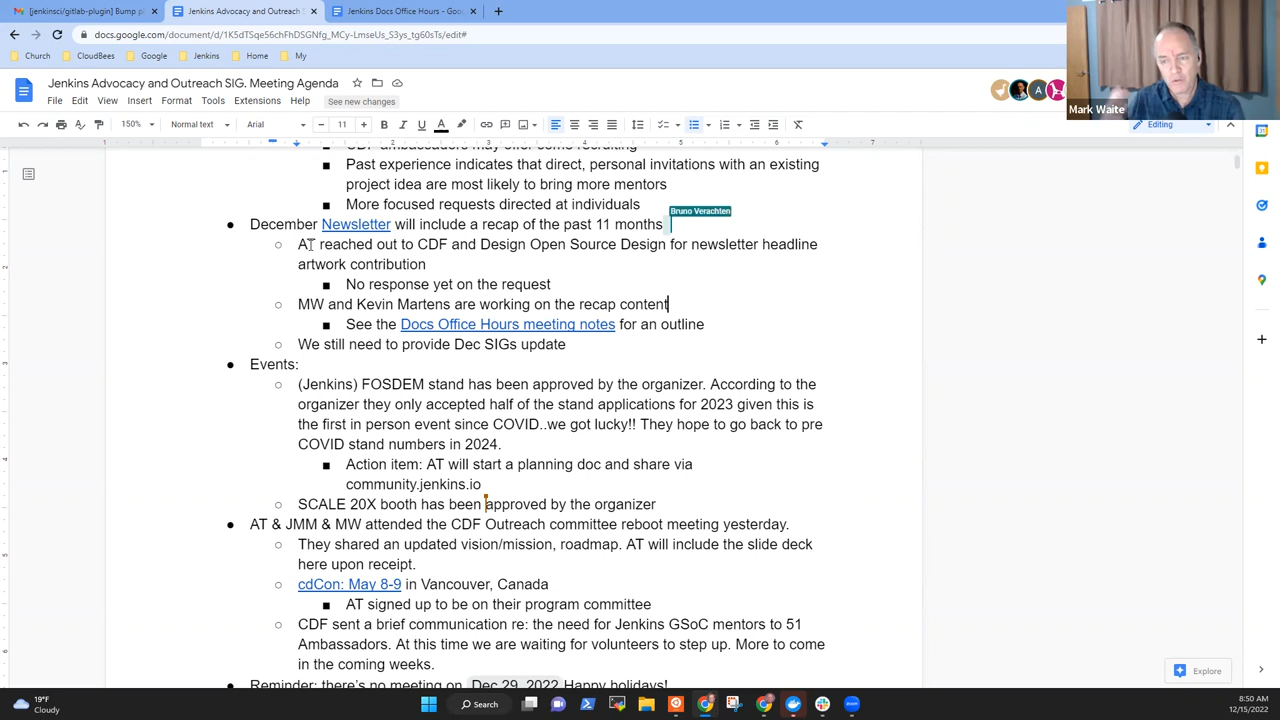 [jenkinsci/gitlab-plugin] Bump pl
Jenkins Advocacy and Outreach S
Jenkins Docs Office Hours - Goog
docs.google.com/document/d/1K5dTSqe56chFhDSGNfg_MCy-LmseUs_S3ys_tg60sTs/edit#
Church
CloudBees
Google
Jenkins
Home
My
Jenkins Advocacy and Outreach SIG. Meeting Agenda
File Edit View Insert Format Tools Extensions Help See new changes
A
Mark Waite
150% Normal text Arial 11 Editing
1 2 3 4 5 6 7
Past experience indicates that direct, personal invitations with an existing
project idea are most likely to bring more mentors
More focused requests directed at individuals
Bruno Verachten
December Newsletter will include a recap of the past 11 months
AT reached out to CDF and Design Open Source Design for newsletter headline
artwork contribution
No response yet on the request
MW and Kevin Martens are working on the recap content
See the Docs Office Hours meeting notes for an outline
We still need to provide Dec SIGs update
Events:
(Jenkins) FOSDEM stand has been approved by the organizer. According to the
organizer they only accepted half of the stand applications for 2023 given this is
the first in person event since COVID..we got lucky!! They hope to go back to pre
COVID stand numbers in 2024.
Action item: AT will start a planning doc and share via
community.jenkins.io
SCALE 20X booth has been approved by the organizer
AT & JMM & MW attended the CDF Outreach committee reboot meeting yesterday.
They shared an updated vision/mission, roadmap. AT will include the slide deck
here upon receipt.
cdCon: May 8-9 in Vancouver, Canada
AT signed up to be on their program committee
CDF sent a brief communication re: the need for Jenkins GSoC mentors to 51
Ambassadors. At this time we are waiting for volunteers to step up. More to come
in the coming weeks.
Reminder: there's no meeting on Dec 29, 2022 Happy holidays!
Explore
19°F
Cloudy
Search
8:50 AM
12/15/2022